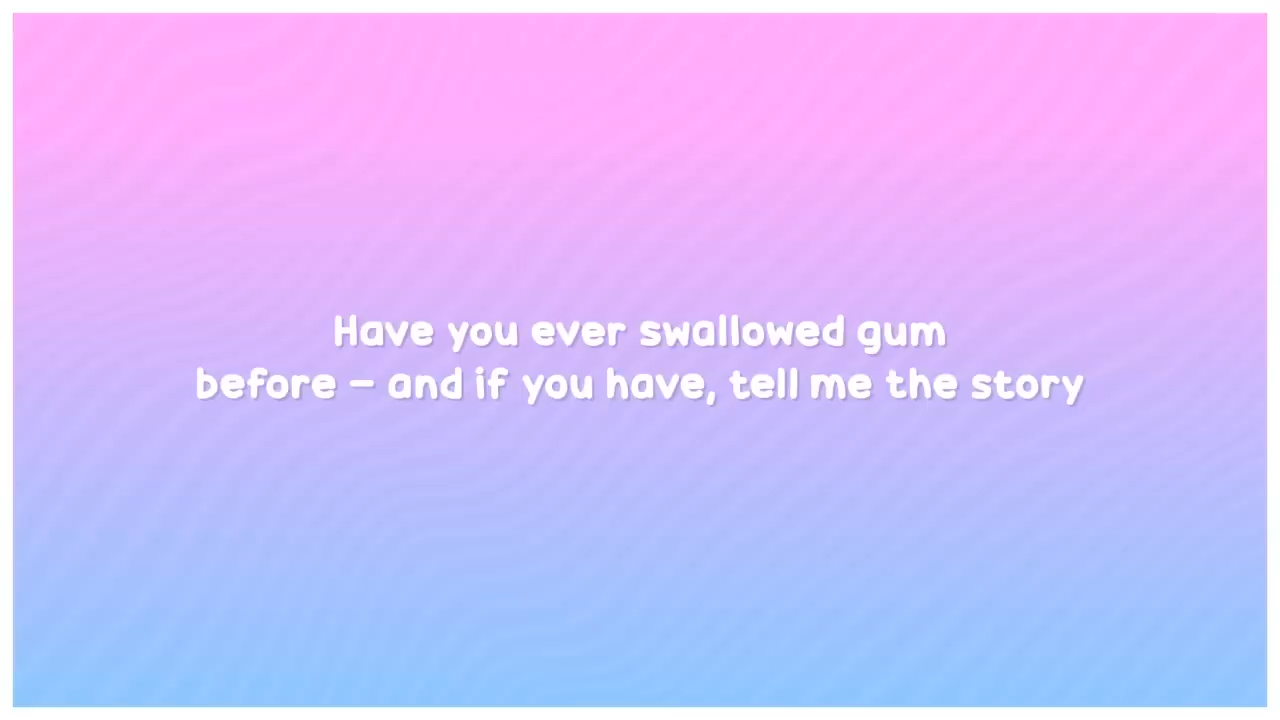 Have you ever swallowed gum
before – and if you have, tell me the story